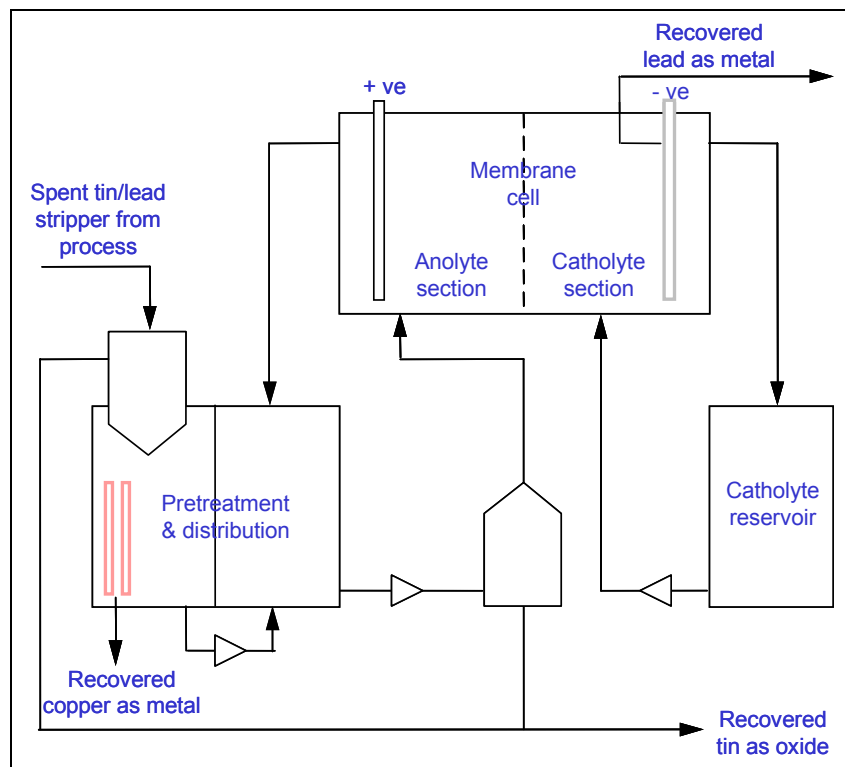 Recovered
lead as metal
+ ve
- ve
Membrane
cell
Spent tin/lead
stripper from
process
Anolyte
section
Catholyte
section
Pretreatment
& distribution
Catholyte
reservoir
Recovered
copper as metal
Recovered
tin as oxide